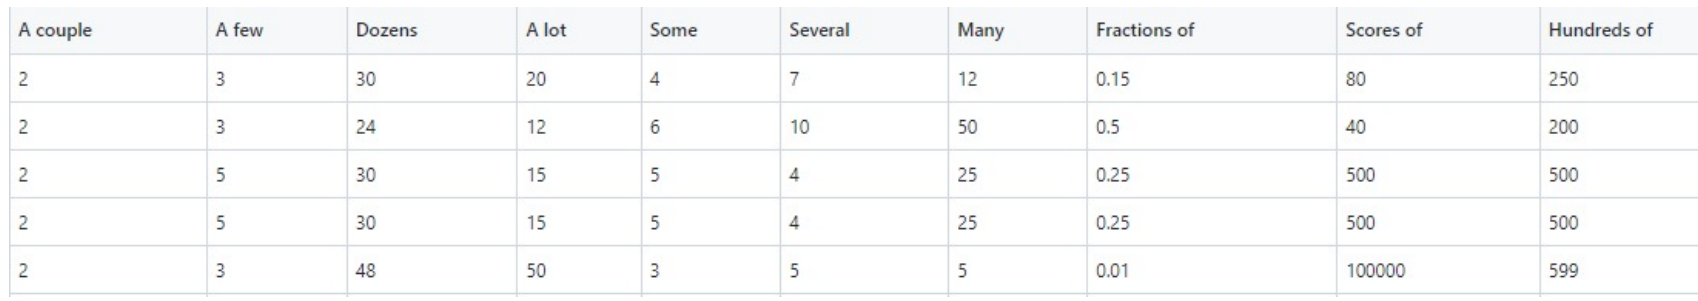 A couple A few Dozens A lot Some Several Many Fractions of Scores of Hundreds of
2 3 30 20 4 7 12 0.15 80 250
2 3 24 12 6 10 50 0.5 40 200
2 5 30 15 5 4 25 0.25 500 500
2 5 30 15 5 4 25 0.25 500 500
2 3 48 50 3 5 5 0.01 100000 599